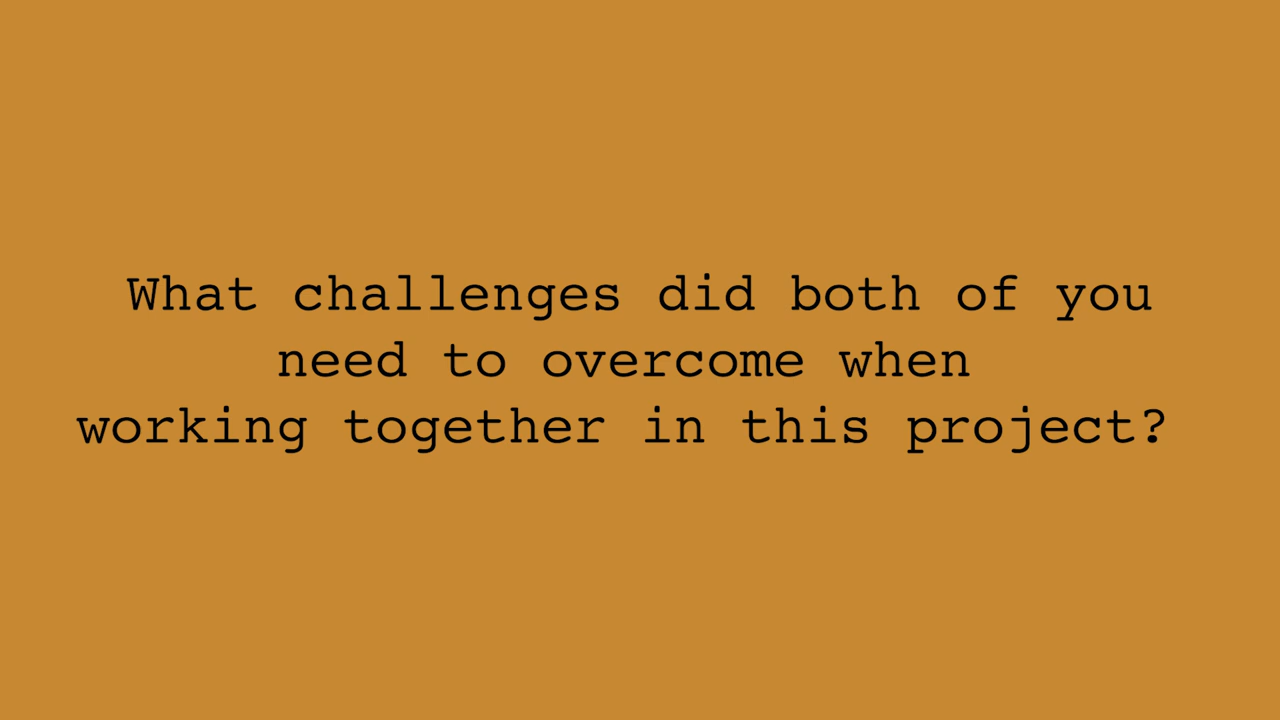 What challenges did both of you
need to overcome when
working together in this project?